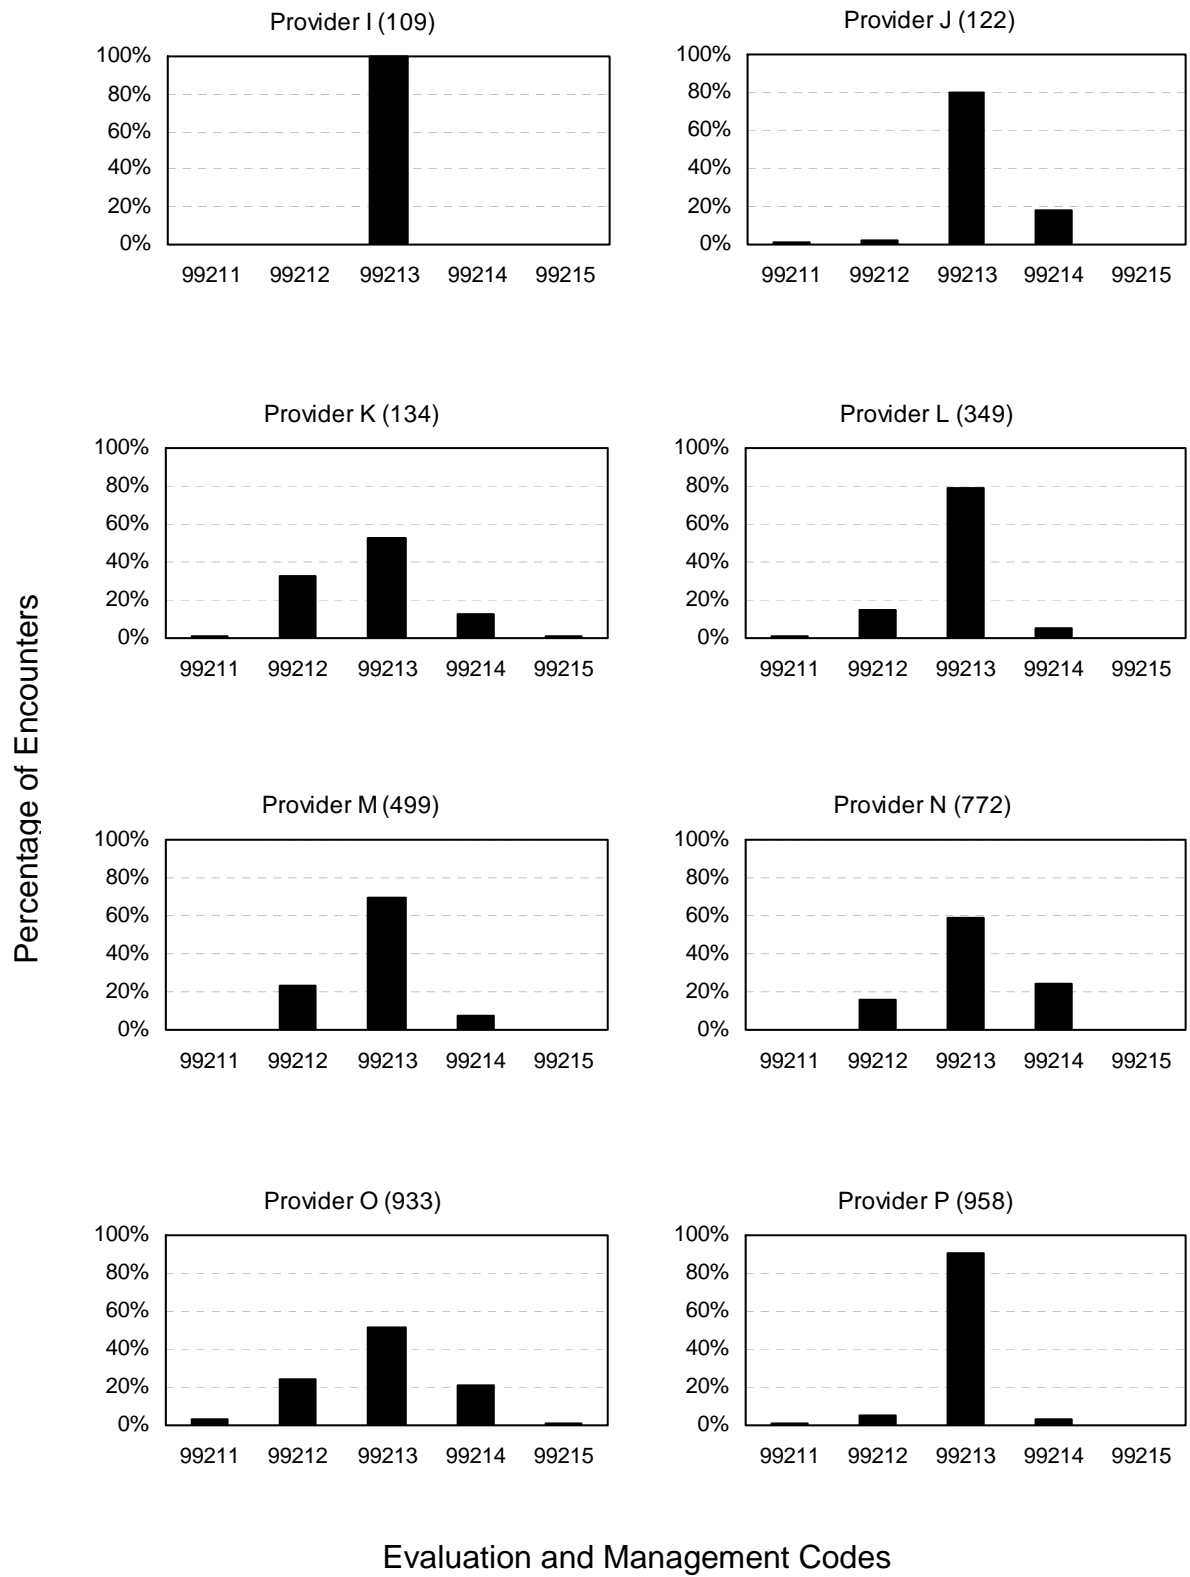 Provider I (109)
100%
80%
60%
40%
20%
0%
99211 99212 99213 99214 99215
Provider J (122)
100%
80%
60%
40%
20%
0%
99211 99212 99213 99214 99215
Provider K (134)
100%
80%
60%
40%
20%
0%
99211 99212 99213 99214 99215
Provider L (349)
100%
80%
60%
40%
20%
0%
99211 99212 99213 99214 99215
Percentage of Encounters
Provider M (499)
100%
80%
60%
40%
20%
0%
99211 99212 99213 99214 99215
Provider N (772)
100%
80%
60%
40%
20%
0%
99211 99212 99213 99214 99215
Provider O (933)
100%
80%
60%
40%
20%
0%
99211 99212 99213 99214 99215
Provider P (958)
100%
80%
60%
40%
20%
0%
99211 99212 99213 99214 99215
Evaluation and Management Codes